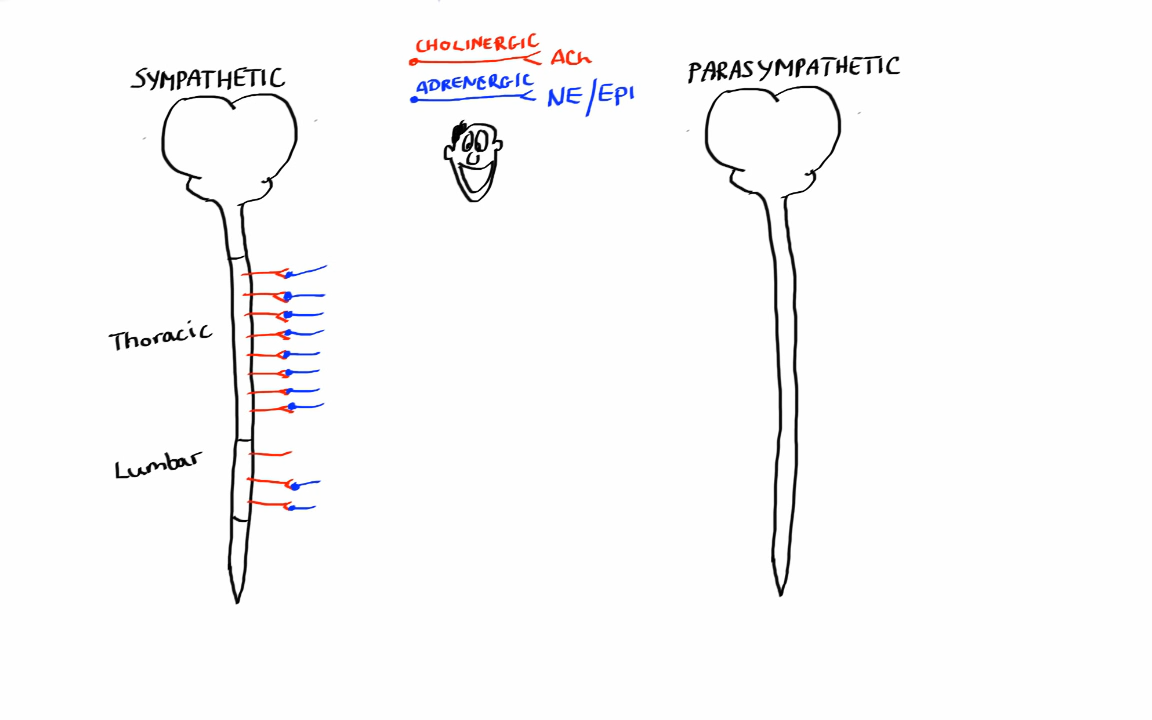 SYMPATHETIC
CHOLINERGIC
ACh
ADRENERGIC
NE/EPI
PARASYMPATHETIC
Thoracic
Lumbar